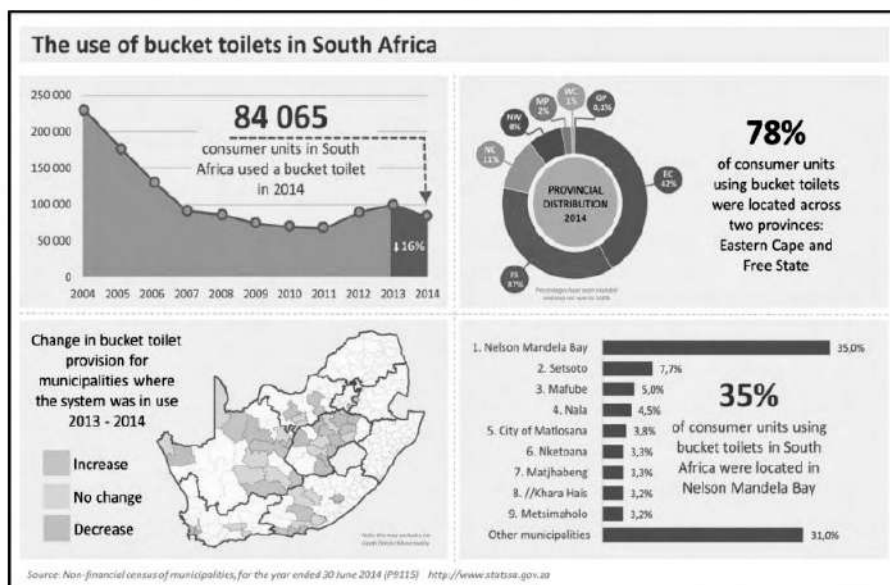 The use of bucket toilets in South Africa
250 000
200 000
150 000
100 000
50 000
0
2004 2005 2006 2007 2008 2009 2010 2011 2012 2013 2014
84 065
consumer units in South
Africa used a bucket toilet
in 2014
↓16%
GP
0,1%
WC
1%
MP
2%
NW
8%
NC
11%
EC
42%
FS
37%
PROVINCIAL
DISTRIBUTION
2014
78%
of consumer units
using bucket toilets
were located across
two provinces:
Eastern Cape and
Free State
Change in bucket toilet
provision for
municipalities where
the system was in use
2013 - 2014
Increase
No change
Decrease
1. Nelson Mandela Bay 35,0%
2. Setsoto 7,7%
3. Mafube 5,0%
4. Nala 4,5%
5. City of Matlosana 3,8%
6. Nketoana 3,3%
7. Matjhabeng 3,3%
8. //Khara Hais 3,2%
9. Metsimaholo 3,2%
Other municipalities 31,0%
35%
of consumer units using
bucket toilets in South
Africa were located in
Nelson Mandela Bay
Source: Non-financial census of municipalities, for the year ended 30 June 2014 (P9115) http://www.statssa.gov.za